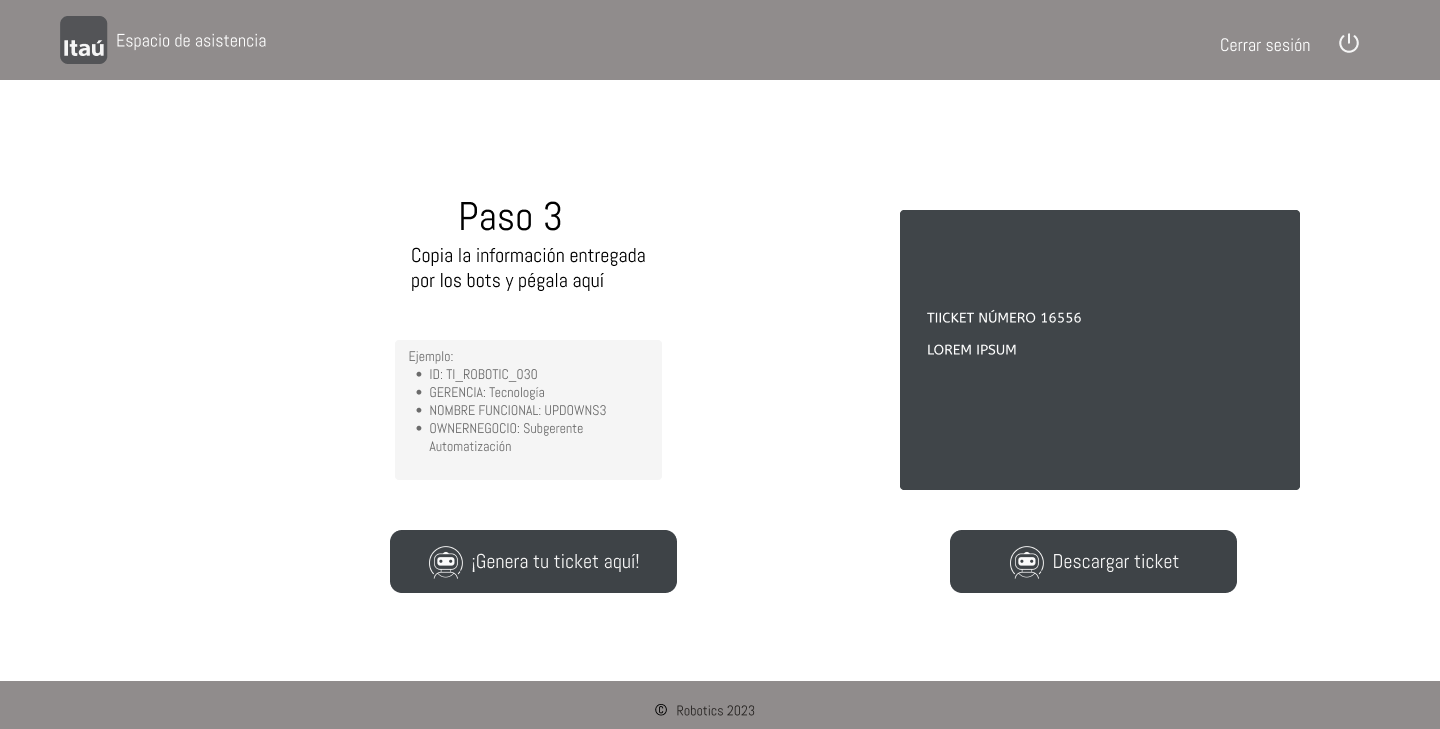 Itaú
Espacio de asistencia
Cerrar sesión
Paso 3
Copia la información entregada
por los bots y pégala aquí
Ejemplo:
• ID: TI_ROBOTIC_030
• GERENCIA: Tecnología
• NOMBRE FUNCIONAL: UPDOWNS3
• OWNERNEGOCIO: Subgerente
Automatización
¡Genera tu ticket aquí!
TIICKET NÚMERO 16556
LOREM IPSUM
Descargar ticket
© Robotics 2023